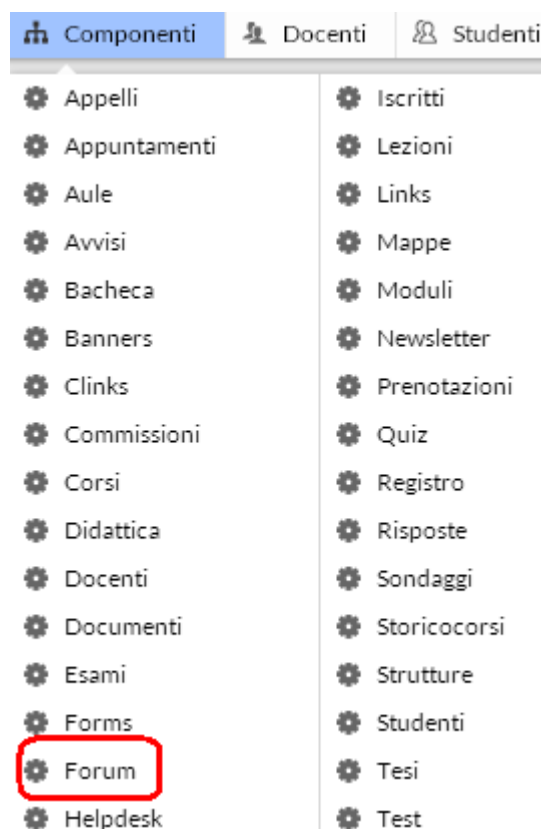 Componenti Docenti Studenti
Appelli
Appuntamenti
Aule
Avvisi
Bacheca
Banners
Clinks
Commissioni
Corsi
Didattica
Docenti
Documenti
Esami
Forms
Forum
Helpdesk
Iscritti
Lezioni
Links
Mappe
Moduli
Newsletter
Prenotazioni
Quiz
Registro
Risposte
Sondaggi
Storicocorsi
Strutture
Studenti
Tesi
Test